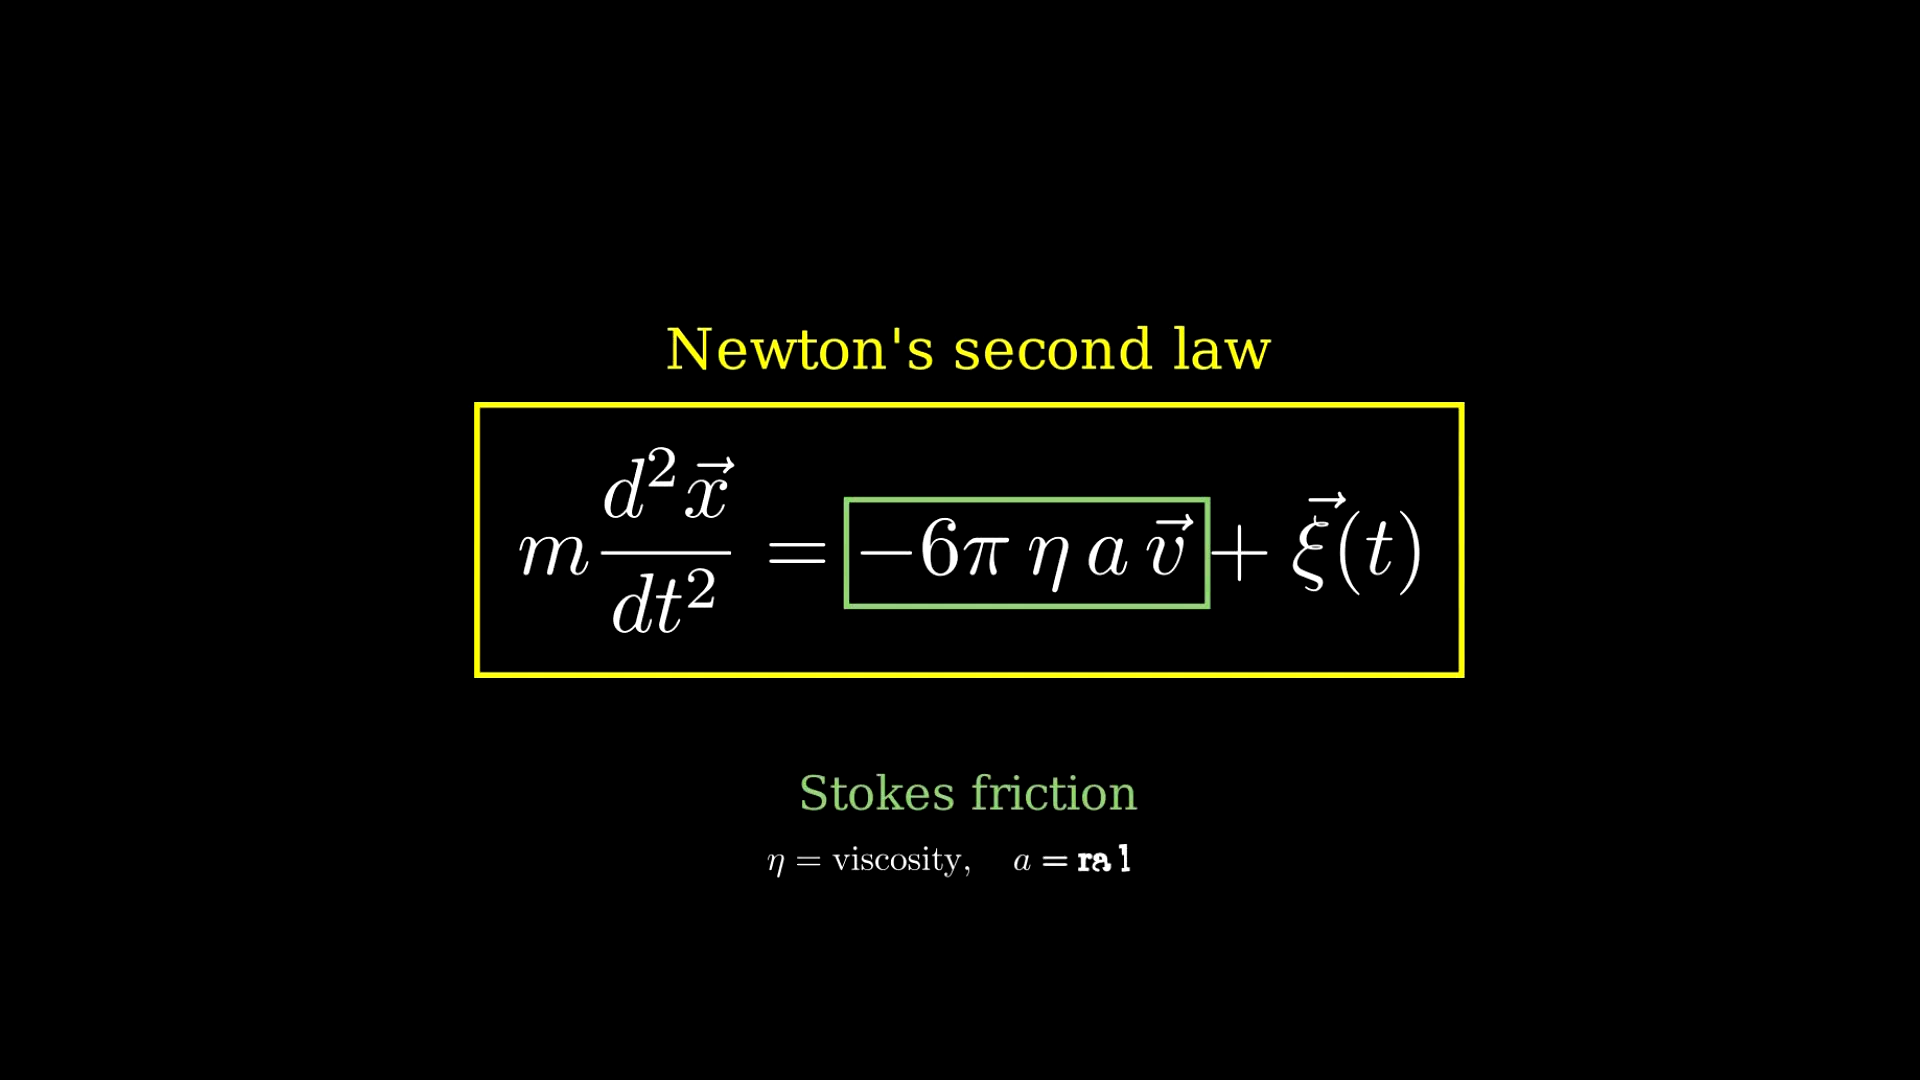 Newton's second law
m d²x⃗/dt² = −6π η a v⃗ + ξ⃗(t)
Stokes friction
η = viscosity, a =